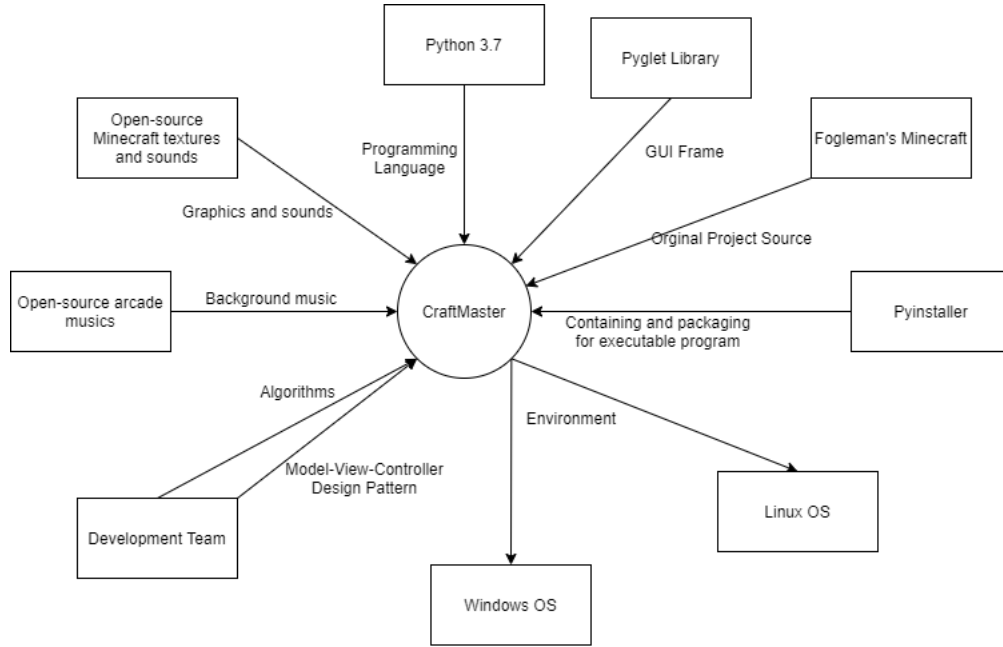 Python 3.7
Pyglet Library
Open-source
Minecraft textures
and sounds
Fogleman's Minecraft
Programming
Language
GUI Frame
Graphics and sounds
Orginal Project Source
Open-source arcade
musics
Background music
CraftMaster
Containing and packaging
for executable program
Pyinstaller
Algorithms
Environment
Model-View-Controller
Design Pattern
Development Team
Linux OS
Windows OS